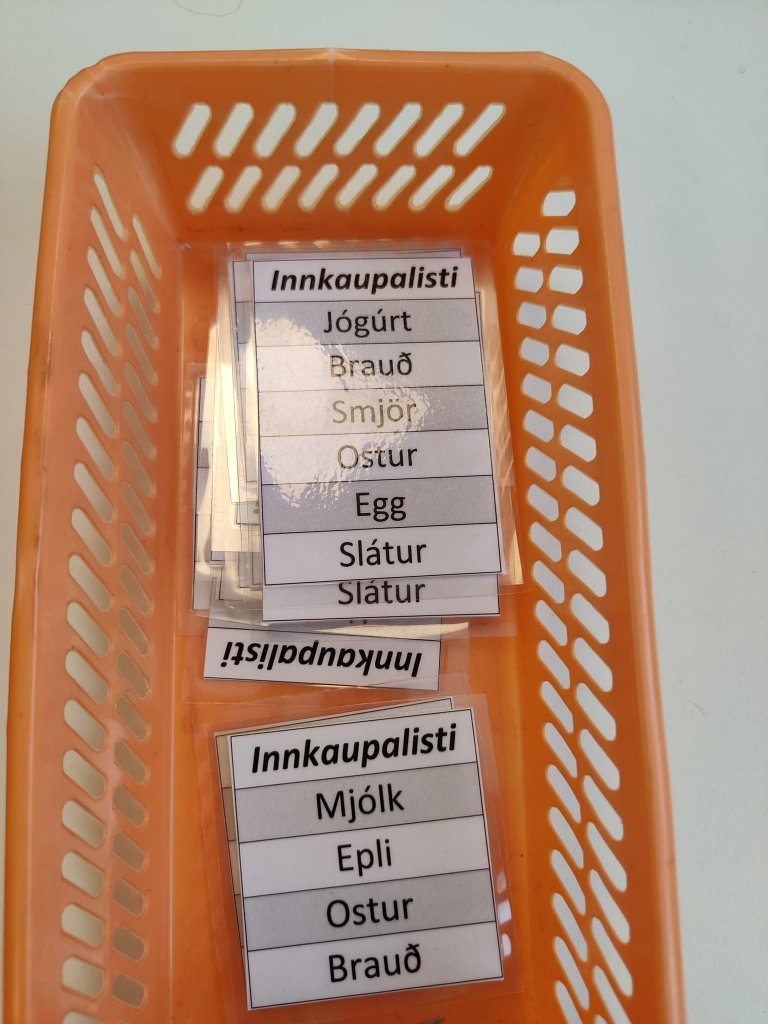 Innkaupalisti
Jógúrt
Brauð
Smjör
Ostur
Egg
Slátur
Slátur
Innkaupalisti
Innkaupalisti
Mjólk
Epli
Ostur
Brauð